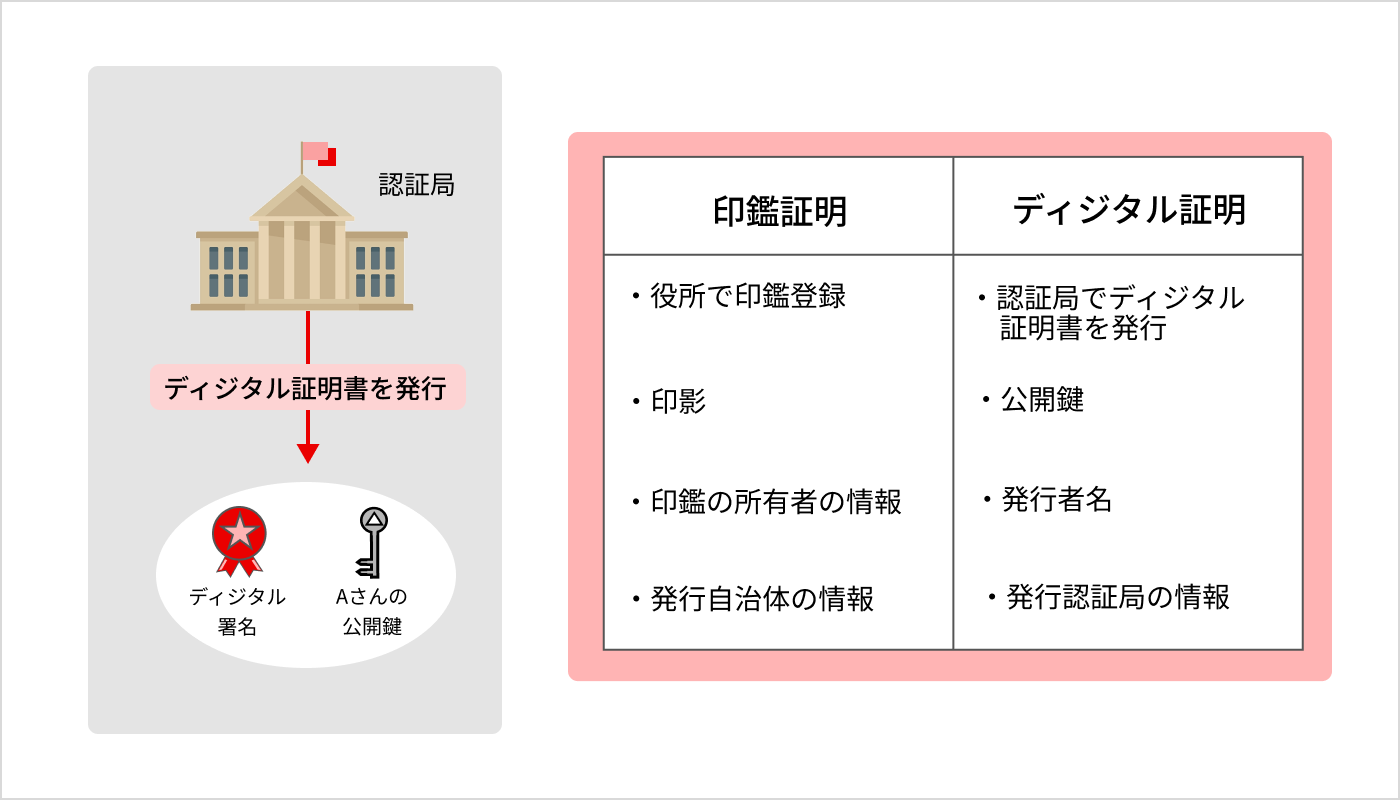 認証局
ディジタル証明書を発行
ディジタル
署名
Aさんの
公開鍵
印鑑証明
ディジタル証明
・役所で印鑑登録
・認証局でディジタル
証明書を発行
・印影
・公開鍵
・印鑑の所有者の情報
・発行者名
・発行自治体の情報
・発行認証局の情報